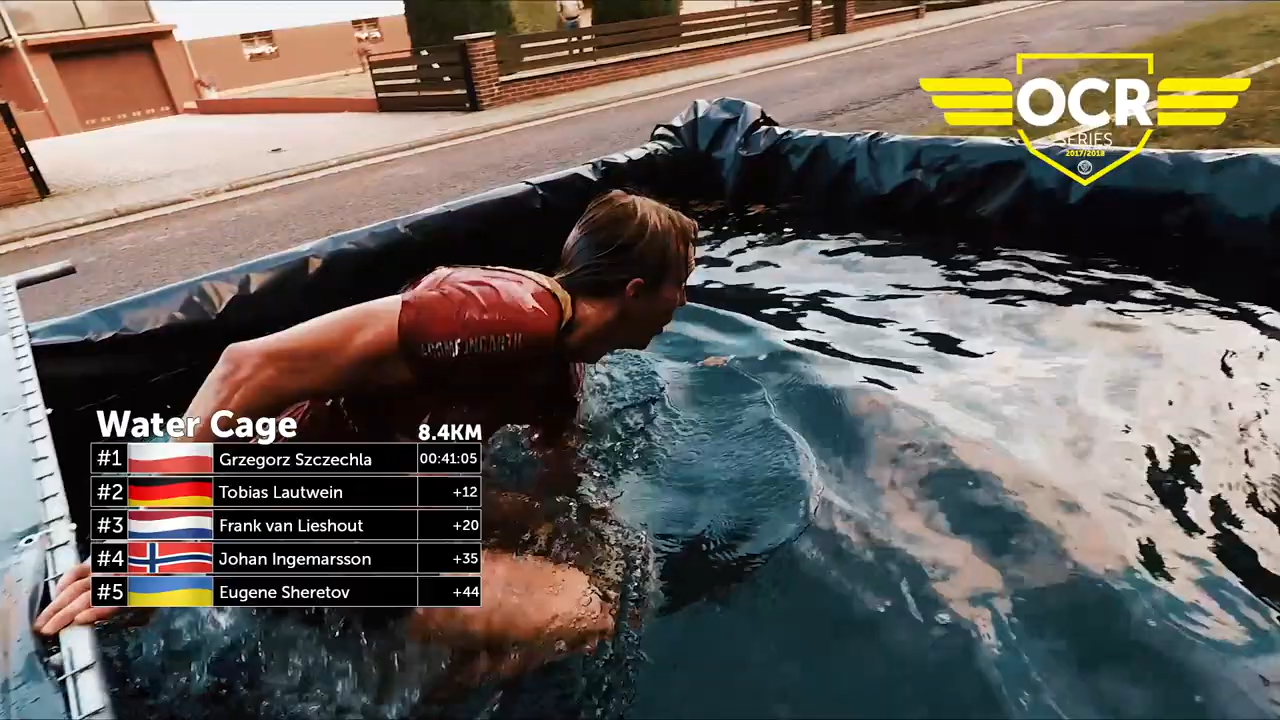 OCR
SERIES
2017/2018
Water Cage 8.4KM
#1 Grzegorz Szczechla 00:41:05
#2 Tobias Lautwein +12
#3 Frank van Lieshout +20
#4 Johan Ingemarsson +35
#5 Eugene Sheretov +44